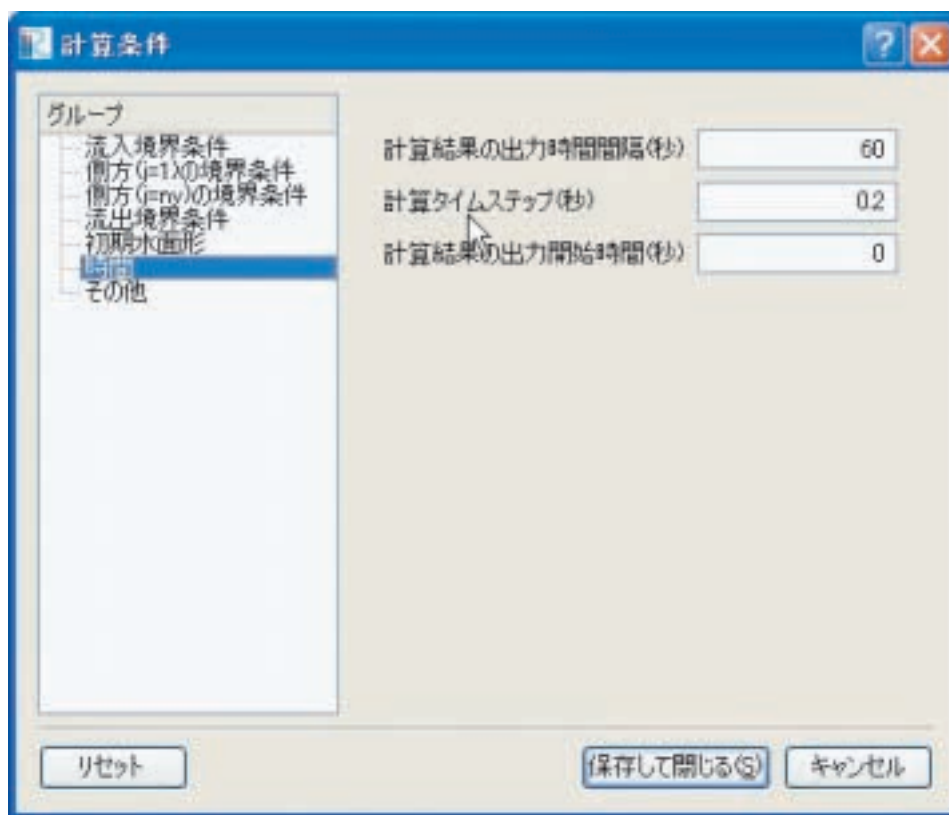 計算条件
グループ
流入境界条件
側方(j=1)の境界条件
側方(j=ny)の境界条件
流出境界条件
初期水面形
時間
その他
計算結果の出力時間間隔(秒) 60
計算タイムステップ(秒) 0.2
計算結果の出力開始時間(秒) 0
リセット
保存して閉じる(S)
キャンセル